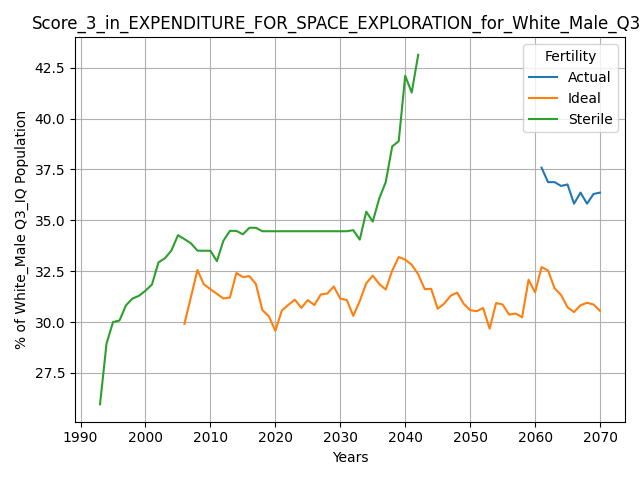 Score_3_in_EXPENDITURE_FOR_SPACE_EXPLORATION_for_White_Male_Q3
Fertility
Actual
Ideal
Sterile
% of White_Male Q3_IQ Population
42.5
40.0
37.5
35.0
32.5
30.0
27.5
1990 2000 2010 2020 2030 2040 2050 2060 2070
Years